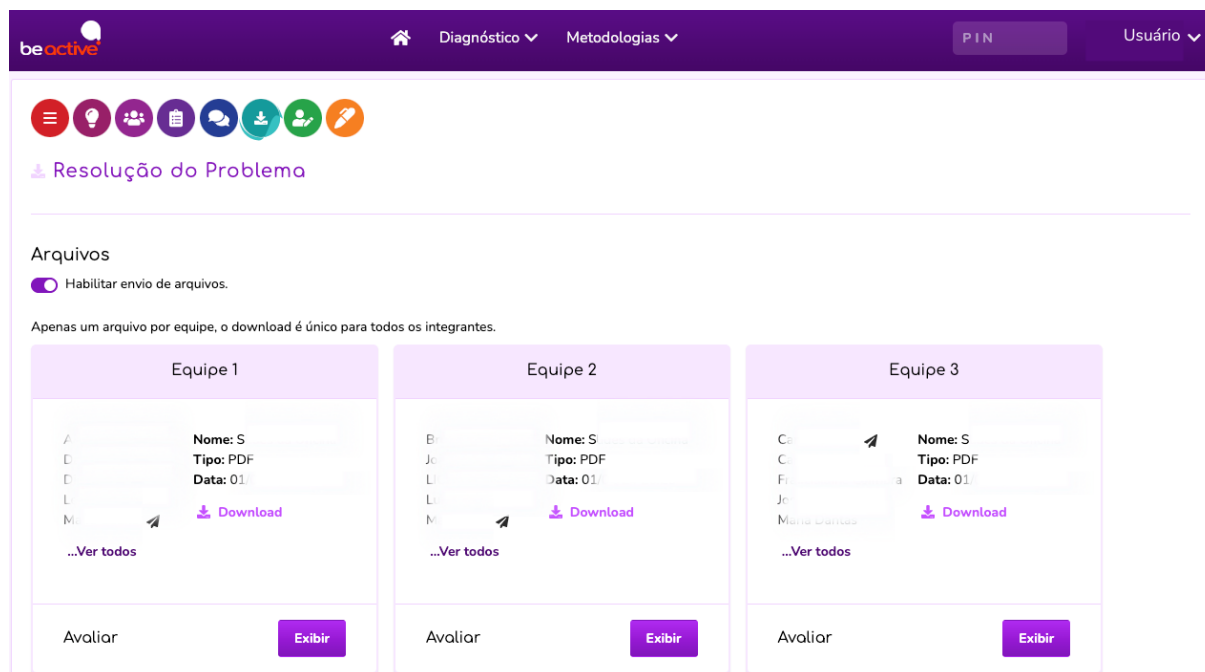 beactive
Diagnóstico
Metodologias
PIN
Usuário
Resolução do Problema
Arquivos
Habilitar envio de arquivos.
Apenas um arquivo por equipe, o download é único para todos os integrantes.
Equipe 1
Nome: S
Tipo: PDF
Data: 01/
Download
...Ver todos
Avaliar
Exibir
Equipe 2
Nome: S
Tipo: PDF
Data: 01/
Download
...Ver todos
Avaliar
Exibir
Equipe 3
Nome: S
Tipo: PDF
Data: 01/
Download
...Ver todos
Avaliar
Exibir